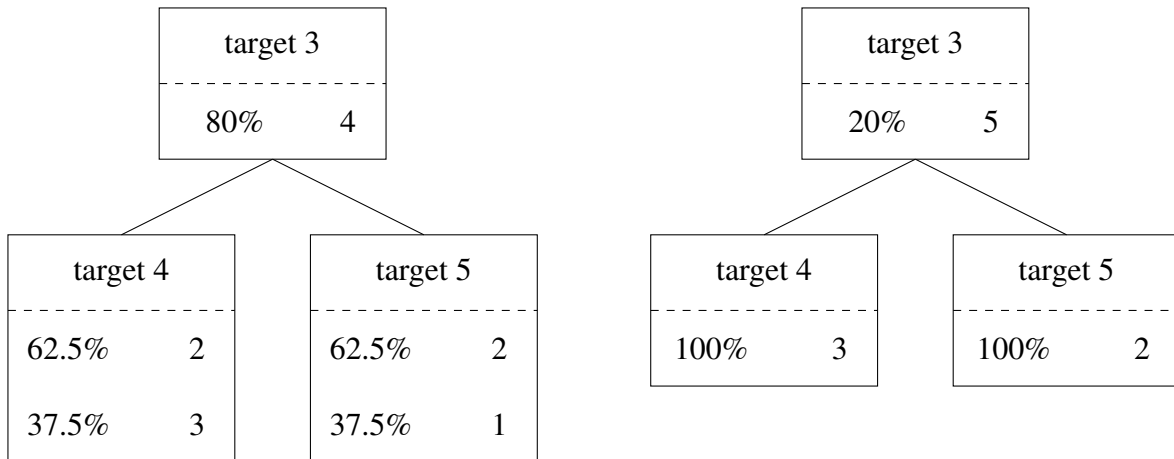 target 3
80% 4
target 4
62.5% 2
37.5% 3
target 5
62.5% 2
37.5% 1
target 3
20% 5
target 4
100% 3
target 5
100% 2